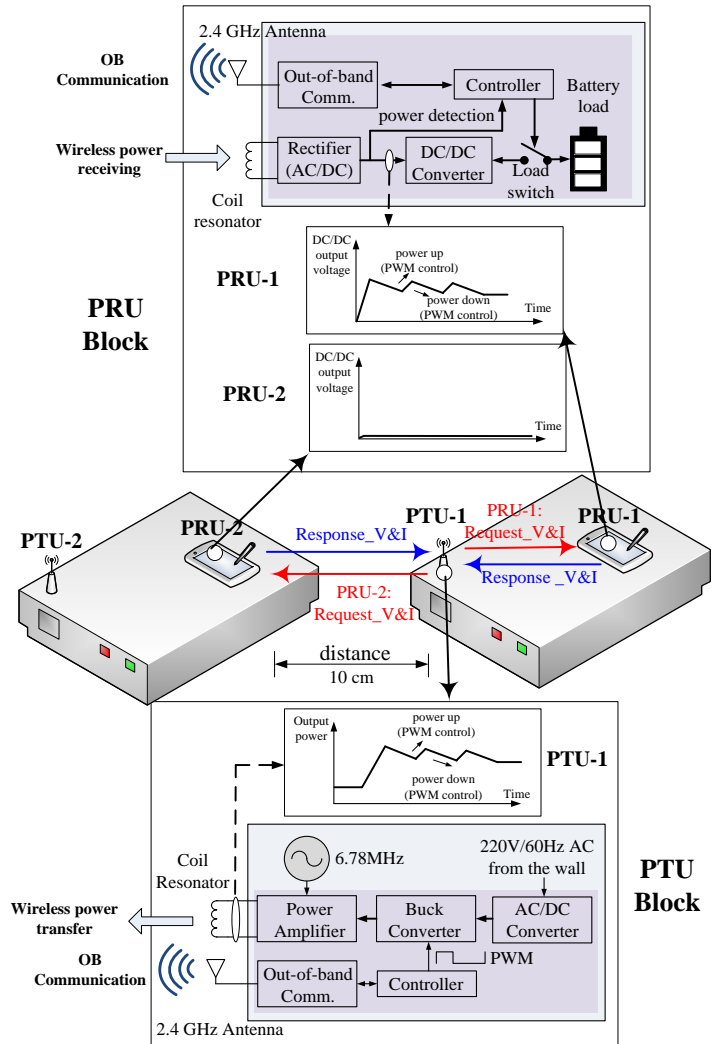 2.4 GHz Antenna
OB
Communication
Out-of-band
Comm.
Controller
Battery
load
power detection
Wireless power
receiving
Rectifier
(AC/DC)
DC/DC
Converter
Load
switch
Coil
resonator
PRU-1
DC/DC
output
voltage
power up
(PWM control)
power down
(PWM control)
Time
PRU
Block
PRU-2
DC/DC
output
voltage
Time
PTU-2
PRU-2
Response_V&I
PTU-1
PRU-1:
Request_V&I
PRU-1
Response _V&I
PRU-2:
Request_V&I
distance
10 cm
Output
power
power up
(PWM control)
power down
(PWM control)
Time
PTU-1
Coil
Resonator
6.78MHz
220V/60Hz AC
from the wall
PTU
Block
Wireless power
transfer
Power
Amplifier
Buck
Converter
AC/DC
Converter
PWM
OB
Communication
Out-of-band
Comm.
Controller
2.4 GHz Antenna